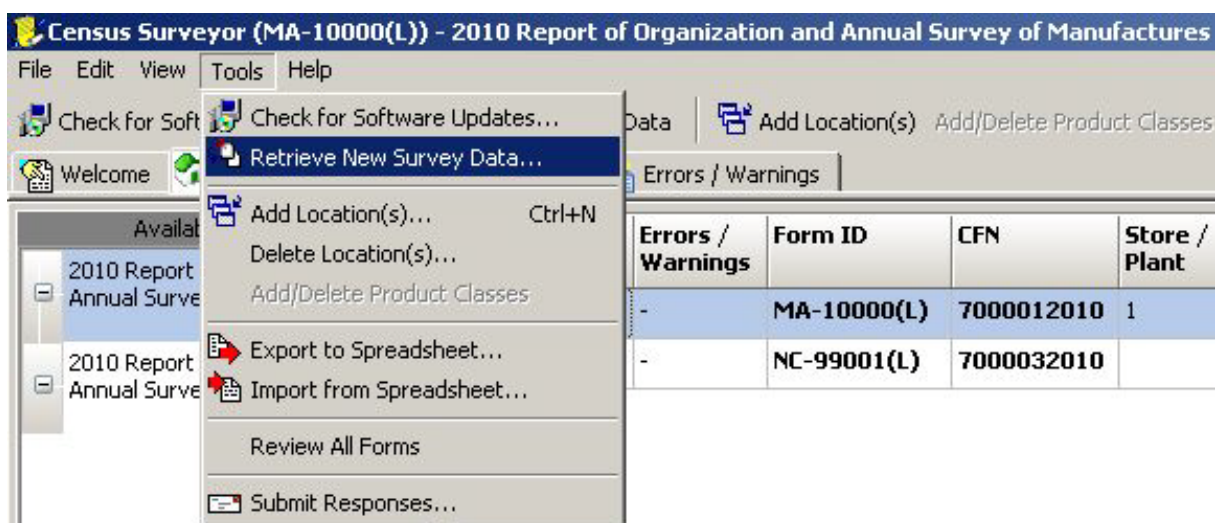 Census Surveyor (MA-10000(L)) - 2010 Report of Organization and Annual Survey of Manufactures
File Edit View Tools Help
Check for Soft
Check for Software Updates...
Data
Add Location(s)
Add/Delete Product Classes
Retrieve New Survey Data...
Welcome
Errors / Warnings
Add Location(s)... Ctrl+N
Delete Location(s)...
Add/Delete Product Classes
Export to Spreadsheet...
Import from Spreadsheet...
Review All Forms
Submit Responses...
Availab
Errors / Form ID CFN Store /
Warnings Plant
2010 Report
Annual Surve
- MA-10000(L) 7000012010 1
2010 Report
Annual Surve
- NC-99001(L) 7000032010